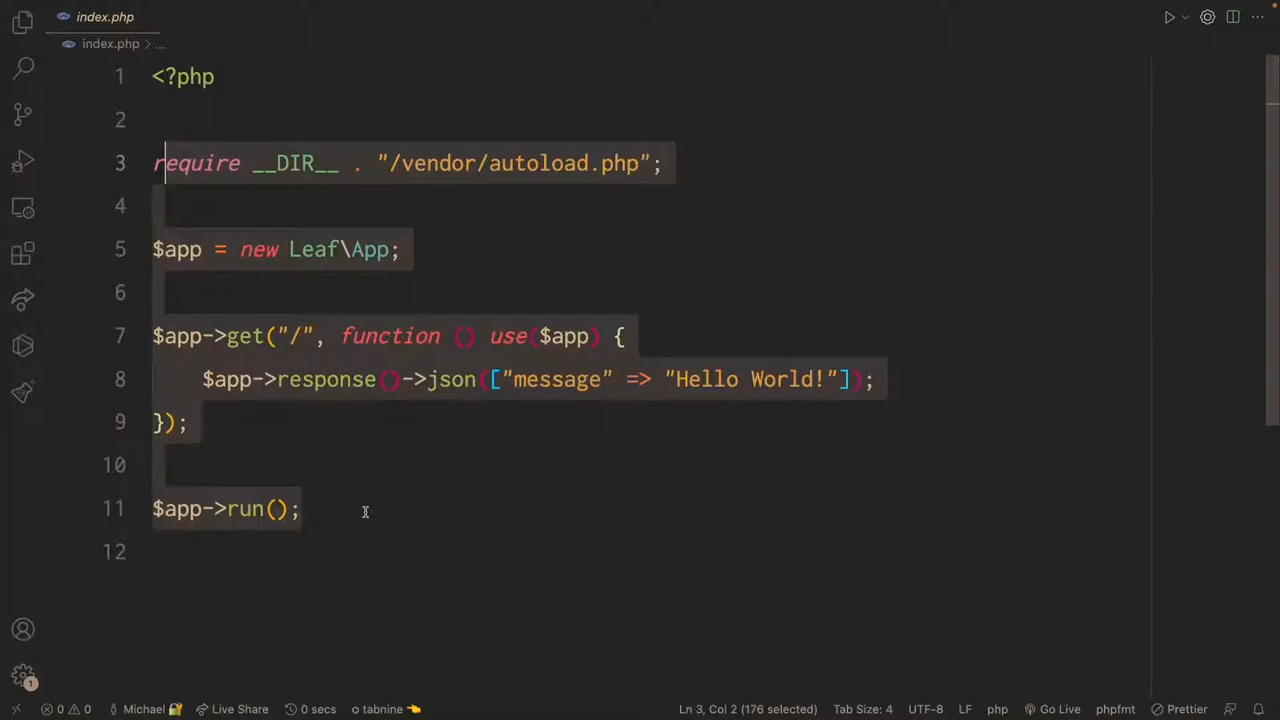 index.php
index.php > ...
1 <?php
2
3 require __DIR__ . "/vendor/autoload.php";
4
5 $app = new Leaf\App;
6
7 $app->get("/", function () use($app) {
8 $app->response()->json(["message" => "Hello World!"]);
9 });
10
11 $app->run();
12
1
0 0 Michael Live Share 0 secs tabnine Ln 3, Col 2 (176 selected) Tab Size: 4 UTF-8 LF php Go Live phpfmt Prettier